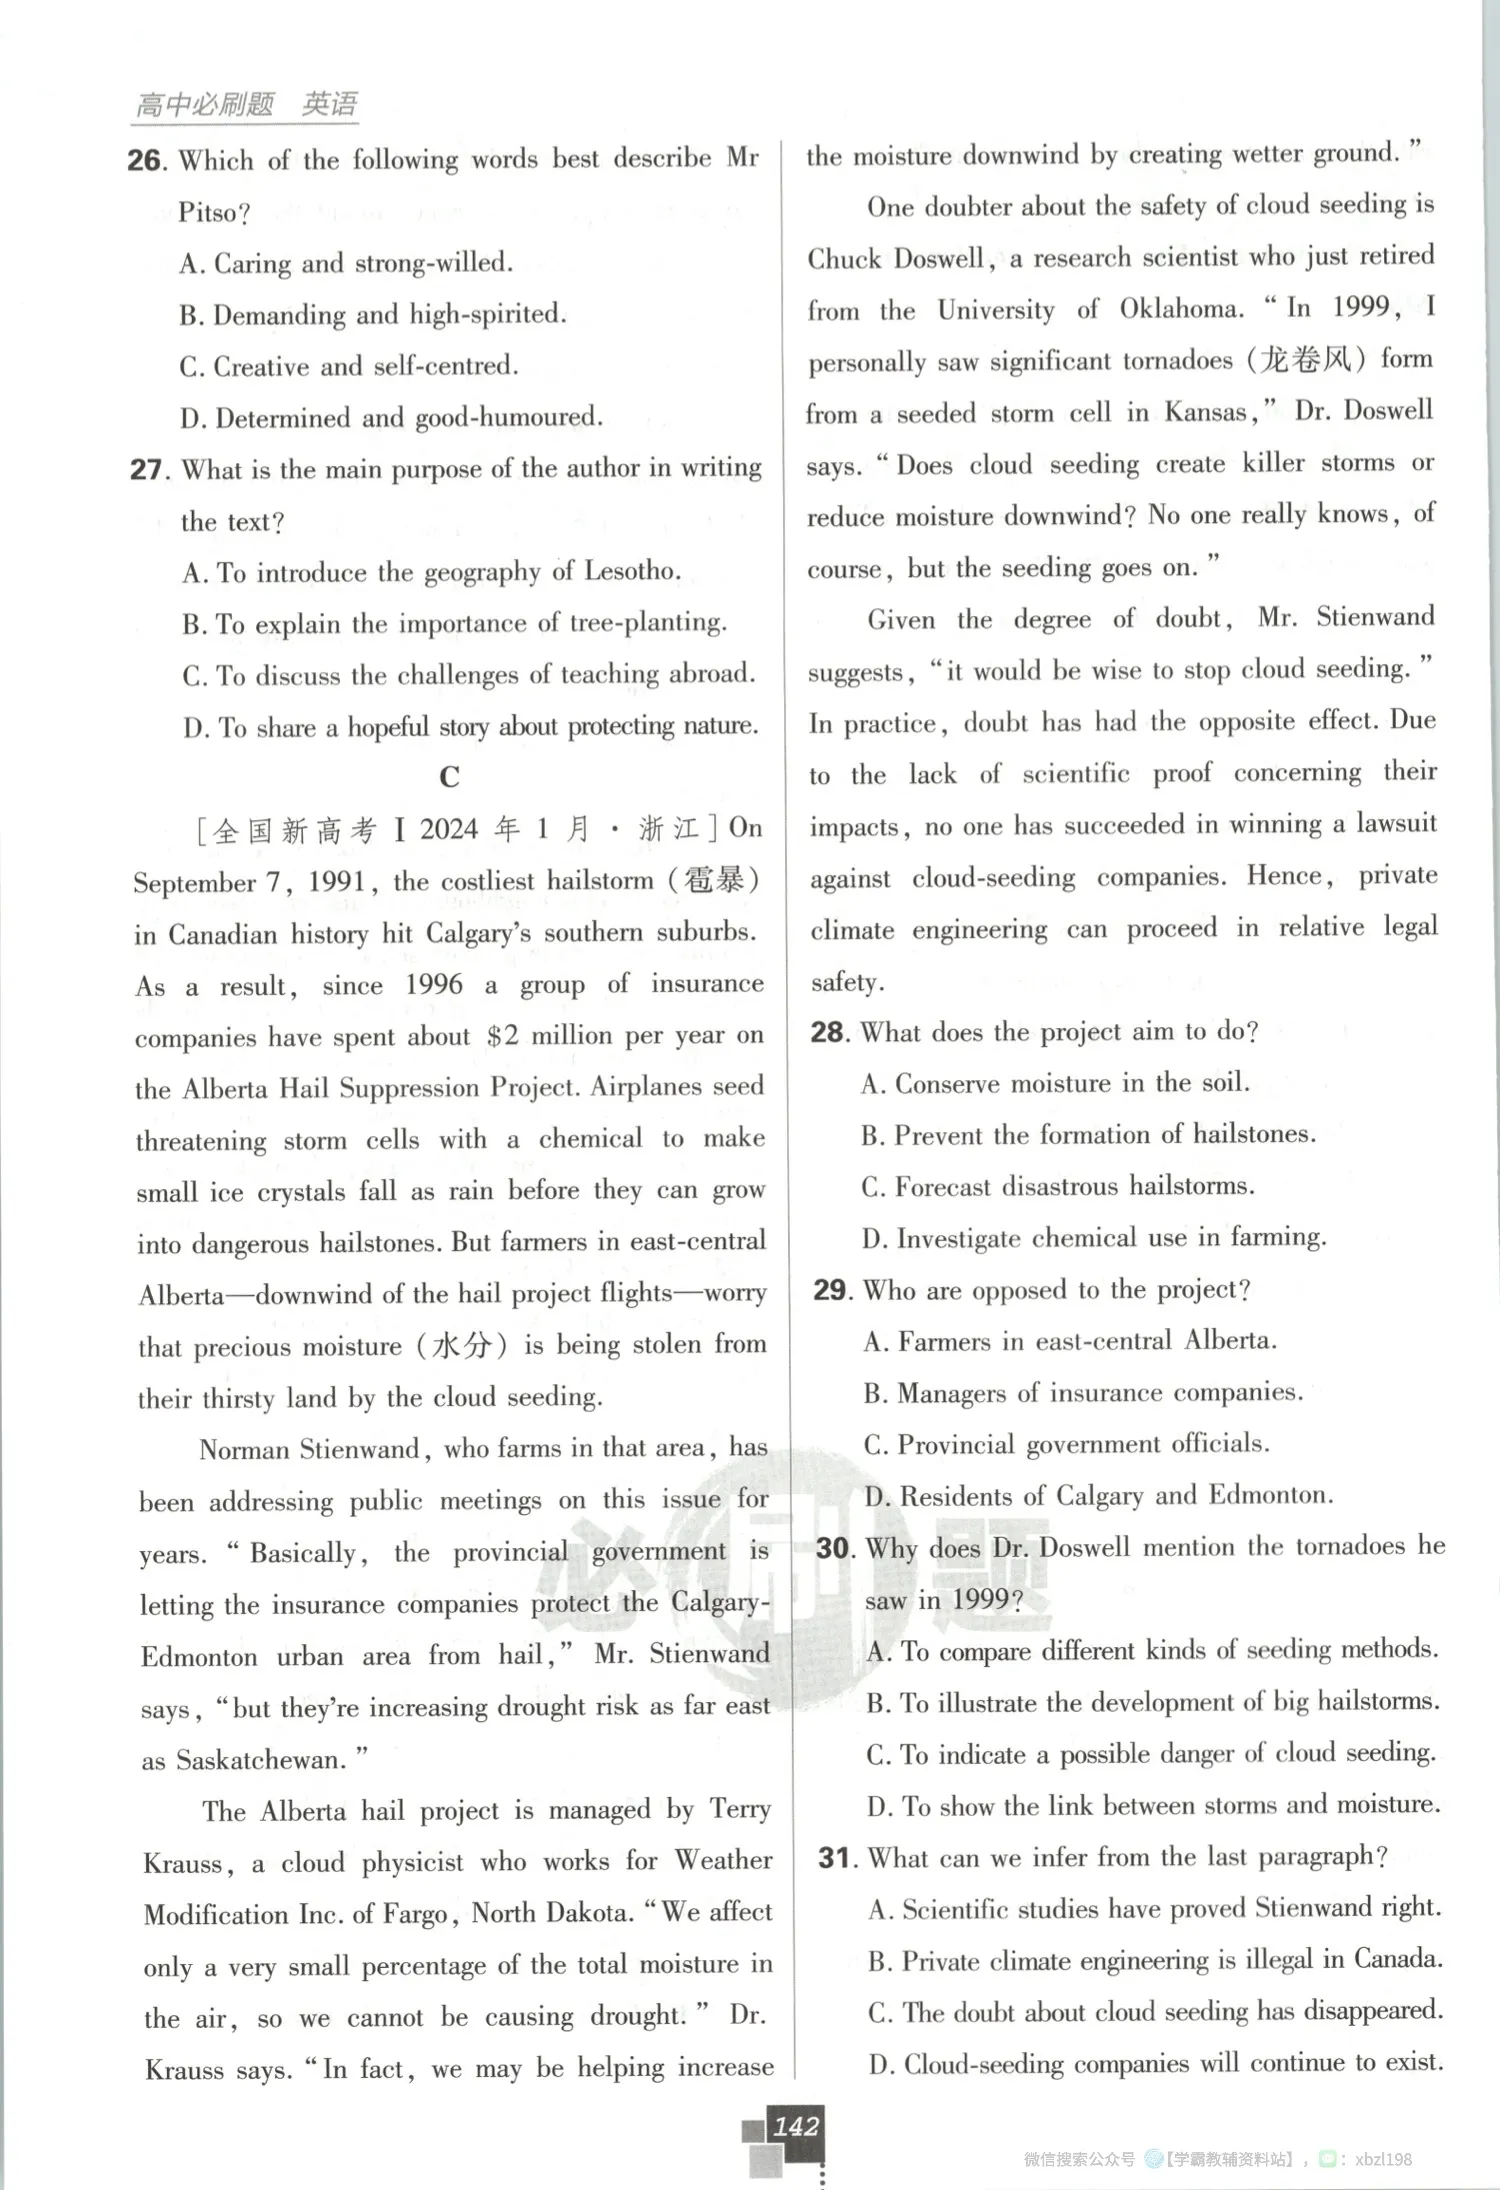 高中必刷题 英语
26. Which of the following words best describe Mr
Pitso?
A. Caring and strong-willed.
B. Demanding and high-spirited.
C. Creative and self-centred.
D. Determined and good-humoured.
27. What is the main purpose of the author in writing
the text?
A. To introduce the geography of Lesotho.
B. To explain the importance of tree-planting.
C. To discuss the challenges of teaching abroad.
D. To share a hopeful story about protecting nature.
C
[全国新高考 I 2024 年 1 月 · 浙江] On
September 7, 1991, the costliest hailstorm (雹暴)
in Canadian history hit Calgary's southern suburbs.
As a result, since 1996 a group of insurance
companies have spent about $2 million per year on
the Alberta Hail Suppression Project. Airplanes seed
threatening storm cells with a chemical to make
small ice crystals fall as rain before they can grow
into dangerous hailstones. But farmers in east-central
Alberta—downwind of the hail project flights—worry
that precious moisture (水分) is being stolen from
their thirsty land by the cloud seeding.
Norman Stienwand, who farms in that area, has
been addressing public meetings on this issue for
years. “Basically, the provincial government is
letting the insurance companies protect the Calgary-
Edmonton urban area from hail,” Mr. Stienwand
says, “but they're increasing drought risk as far east
as Saskatchewan.”
The Alberta hail project is managed by Terry
Krauss, a cloud physicist who works for Weather
Modification Inc. of Fargo, North Dakota. “We affect
only a very small percentage of the total moisture in
the air, so we cannot be causing drought.” Dr.
Krauss says. “In fact, we may be helping increase
the moisture downwind by creating wetter ground.”
One doubter about the safety of cloud seeding is
Chuck Doswell, a research scientist who just retired
from the University of Oklahoma. “In 1999, I
personally saw significant tornadoes (龙卷风) form
from a seeded storm cell in Kansas,” Dr. Doswell
says. “Does cloud seeding create killer storms or
reduce moisture downwind? No one really knows, of
course, but the seeding goes on.”
Given the degree of doubt, Mr. Stienwand
suggests, “it would be wise to stop cloud seeding.”
In practice, doubt has had the opposite effect. Due
to the lack of scientific proof concerning their
impacts, no one has succeeded in winning a lawsuit
against cloud-seeding companies. Hence, private
climate engineering can proceed in relative legal
safety.
28. What does the project aim to do?
A. Conserve moisture in the soil.
B. Prevent the formation of hailstones.
C. Forecast disastrous hailstorms.
D. Investigate chemical use in farming.
29. Who are opposed to the project?
A. Farmers in east-central Alberta.
B. Managers of insurance companies.
C. Provincial government officials.
D. Residents of Calgary and Edmonton.
30. Why does Dr. Doswell mention the tornadoes he
saw in 1999?
A. To compare different kinds of seeding methods.
B. To illustrate the development of big hailstorms.
C. To indicate a possible danger of cloud seeding.
D. To show the link between storms and moisture.
31. What can we infer from the last paragraph?
A. Scientific studies have proved Stienwand right.
B. Private climate engineering is illegal in Canada.
C. The doubt about cloud seeding has disappeared.
D. Cloud-seeding companies will continue to exist.
必刷题
142
微信搜索公众号 【学霸教辅资料站】, : xbzl198